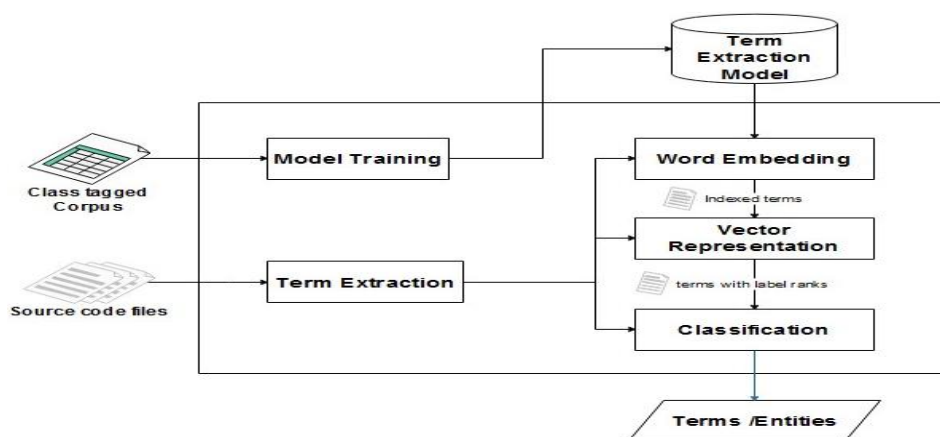 Term
Extraction
Model
Model Training
Word Embedding
Class tagged
Corpus
Indexed terms
Vector
Representation
Term Extraction
terms with label ranks
Source code files
Classification
Terms /Entities